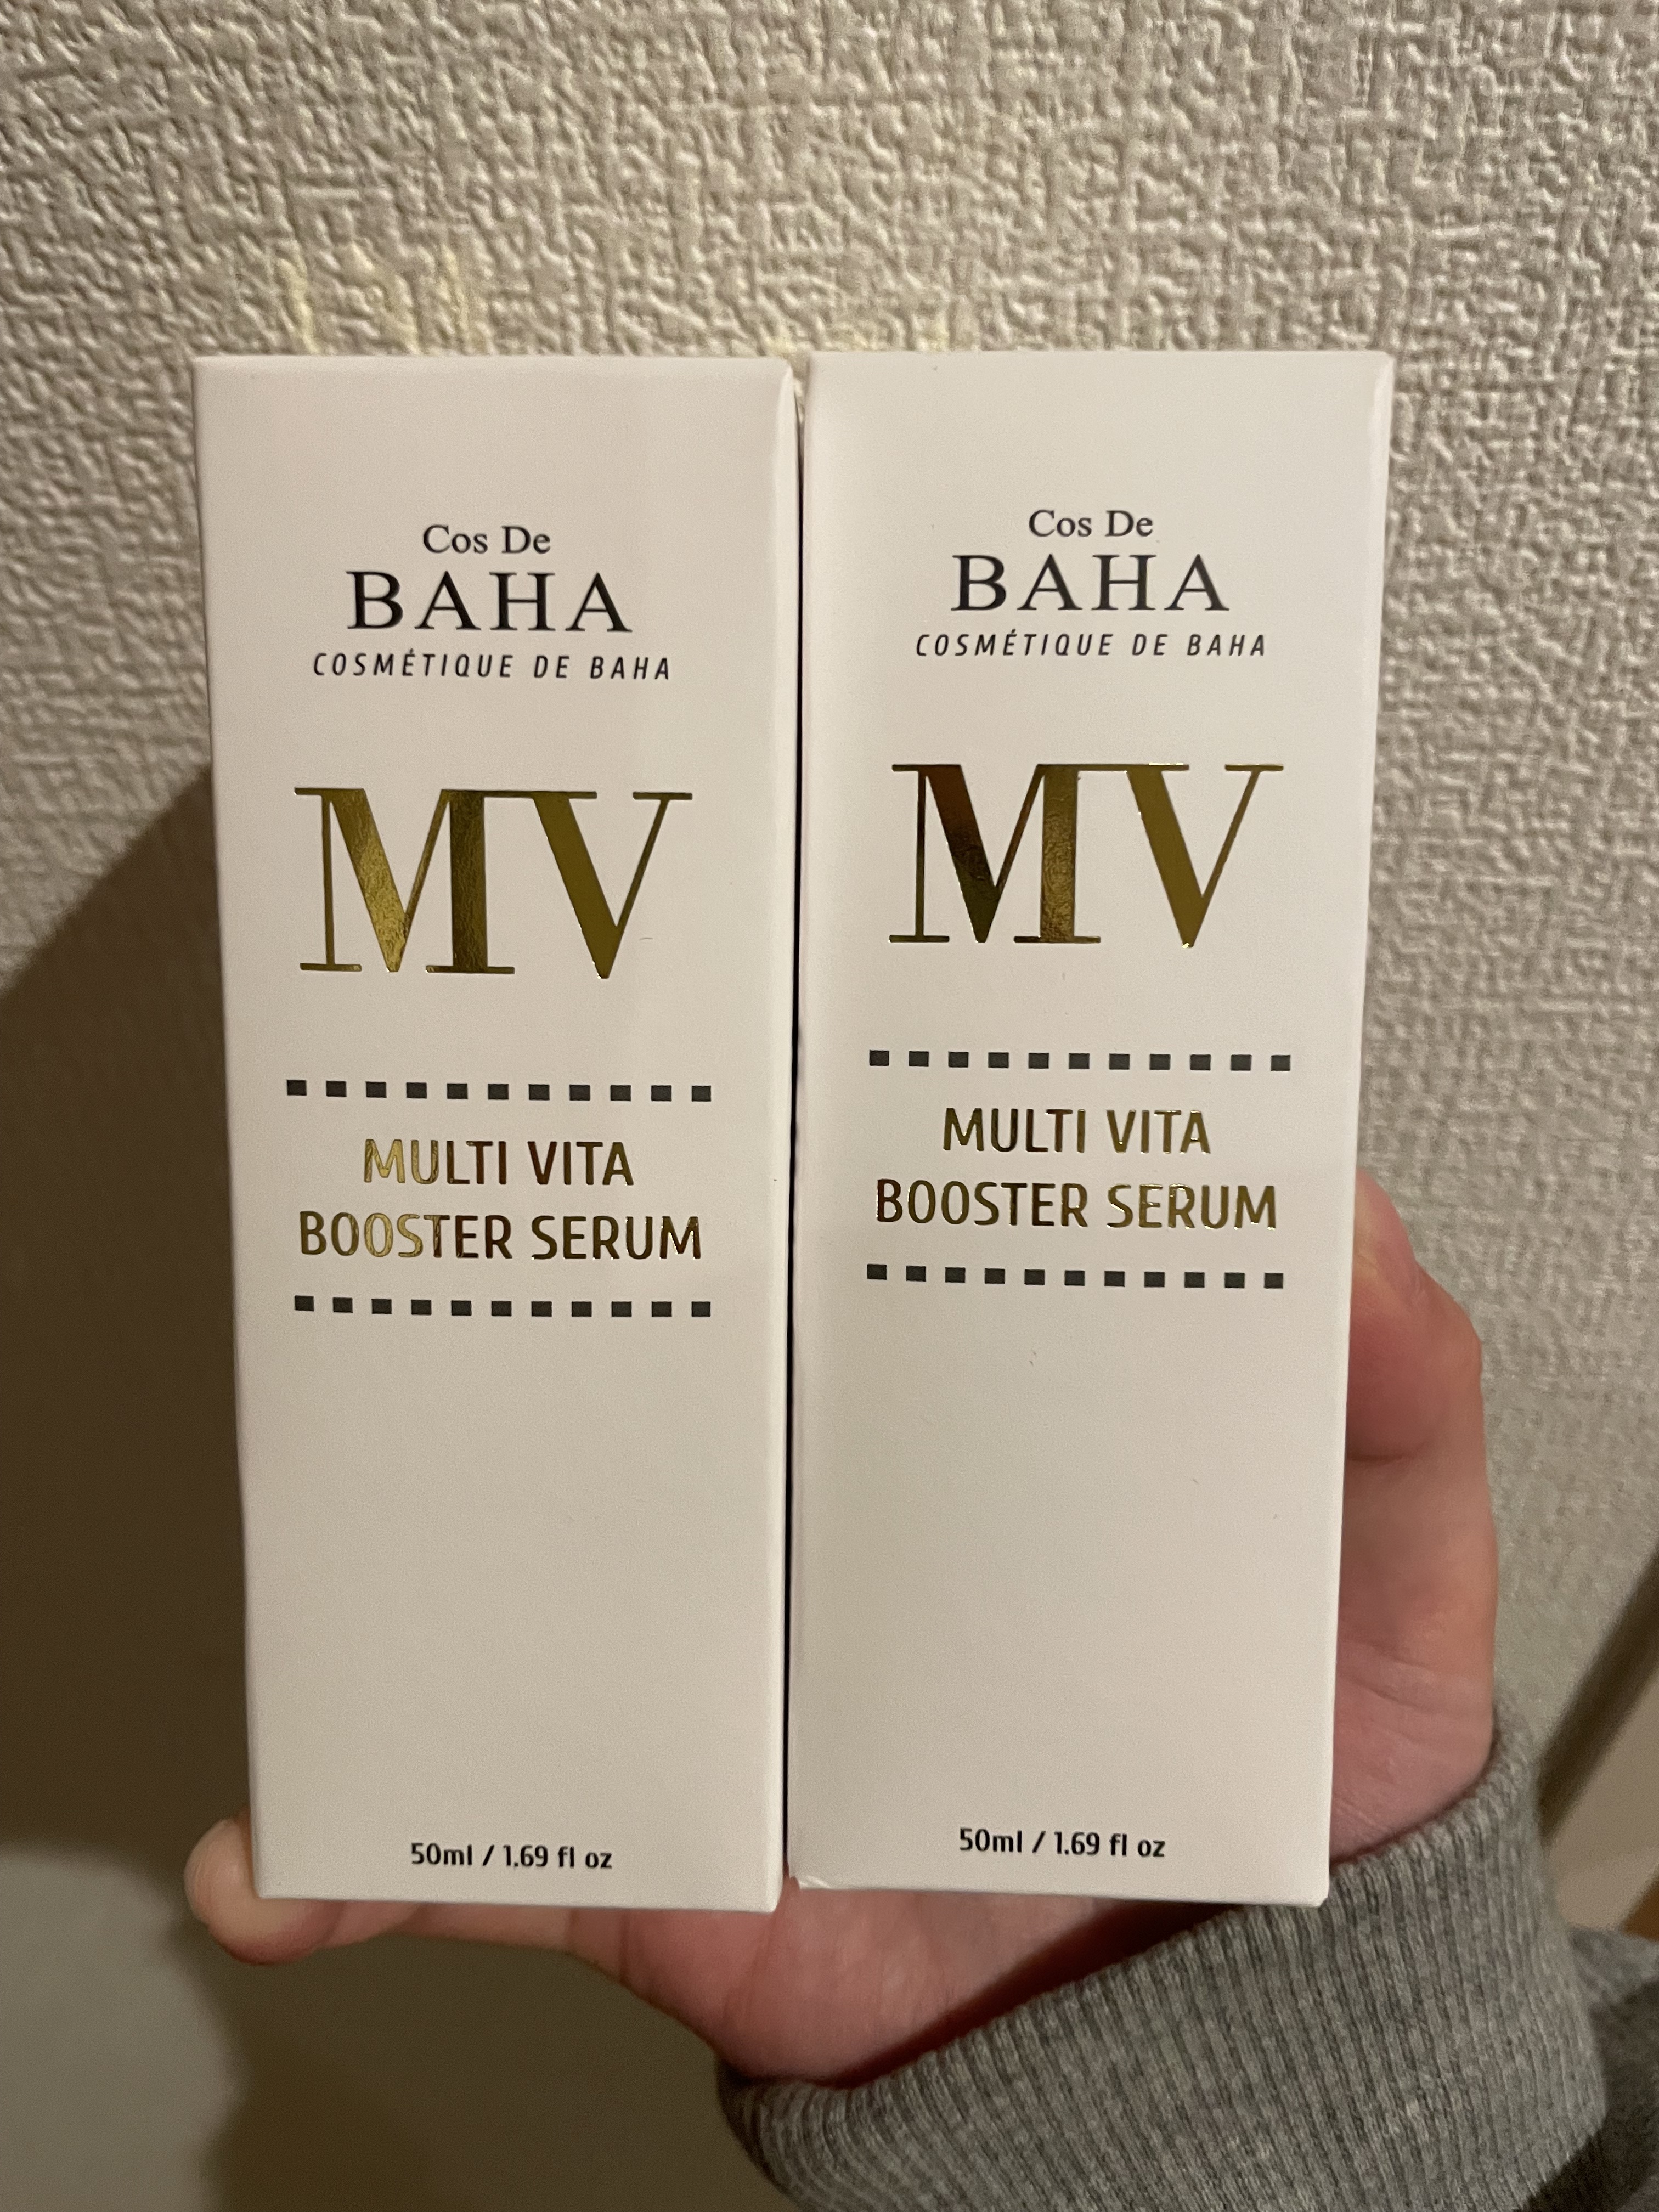 Cos De
BAHA
COSMÉTIQUE DE BAHA
MV
MULTI VITA
BOOSTER SERUM
50ml / 1.69 fl oz
Cos De
BAHA
COSMÉTIQUE DE BAHA
MV
MULTI VITA
BOOSTER SERUM
50ml / 1.69 fl oz